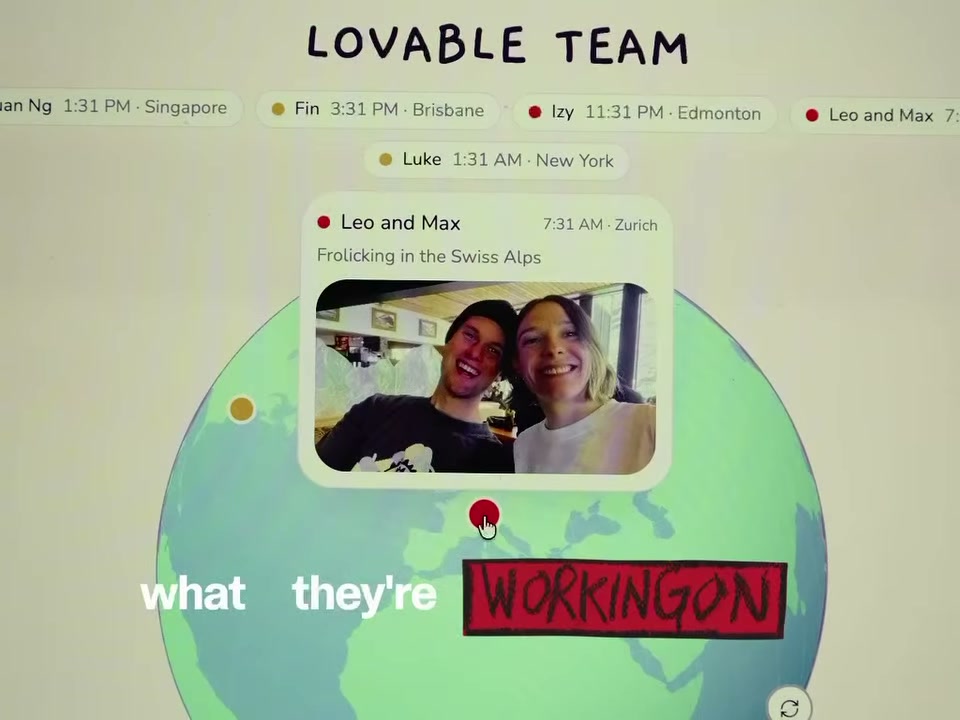 LOVABLE TEAM
uan Ng 1:31 PM · Singapore
Fin 3:31 PM · Brisbane
Izy 11:31 PM · Edmonton
Leo and Max 7:
Luke 1:31 AM · New York
Leo and Max 7:31 AM · Zurich
Frolicking in the Swiss Alps
what they're WORKINGON